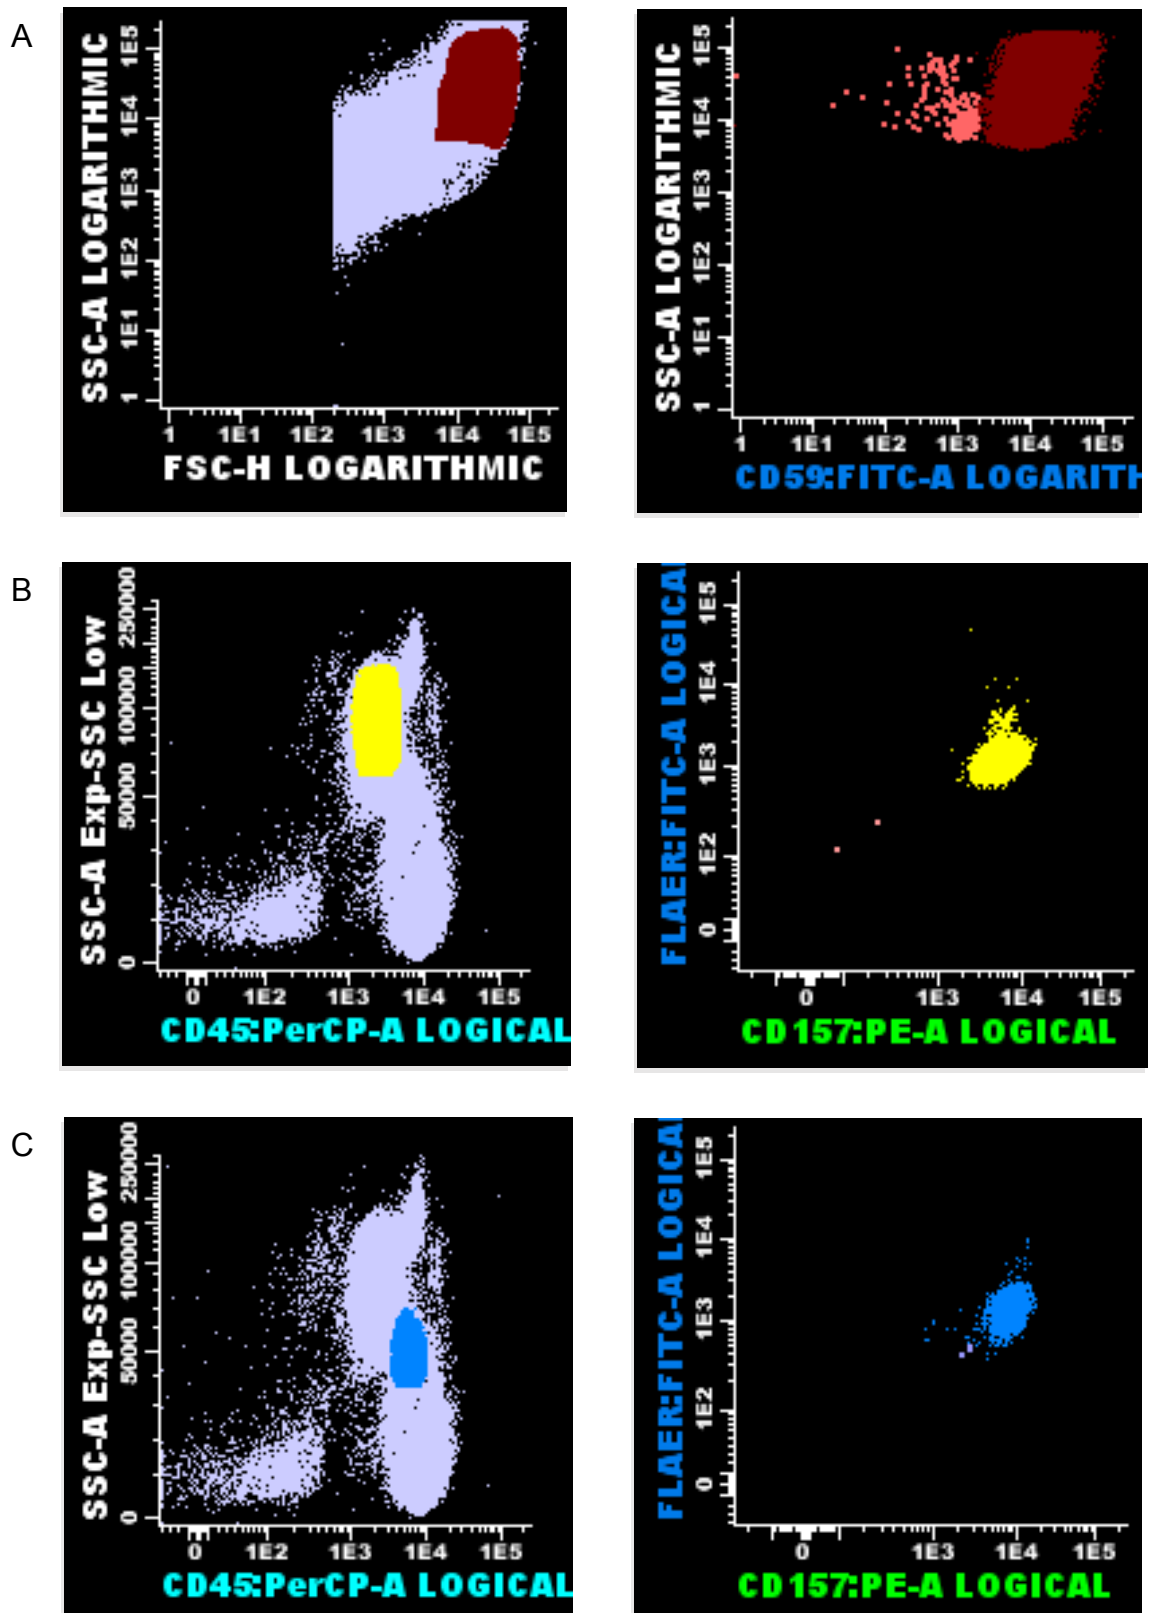 A
SSC-A LOGARITHMIC
1E5
1E4
1E3
1E2
1E1
1
1 1E1 1E2 1E3 1E4 1E5
FSC-H LOGARITHMIC
SSC-A LOGARITHMIC
1E5
1E4
1E3
1E2
1E1
1
1 1E1 1E2 1E3 1E4 1E5
CD59:FITC-A LOGARITH
B
SSC-A Exp-SSC Low
250000
100000
50000
0
0 1E2 1E3 1E4 1E5
CD45:PerCP-A LOGICAL
FLAER:FITC-A LOGICAL
1E5
1E4
1E3
1E2
0
0 1E3 1E4 1E5
CD157:PE-A LOGICAL
C
SSC-A Exp-SSC Low
250000
100000
50000
0
0 1E2 1E3 1E4 1E5
CD45:PerCP-A LOGICAL
FLAER:FITC-A LOGICAL
1E5
1E4
1E3
1E2
0
0 1E3 1E4 1E5
CD157:PE-A LOGICAL